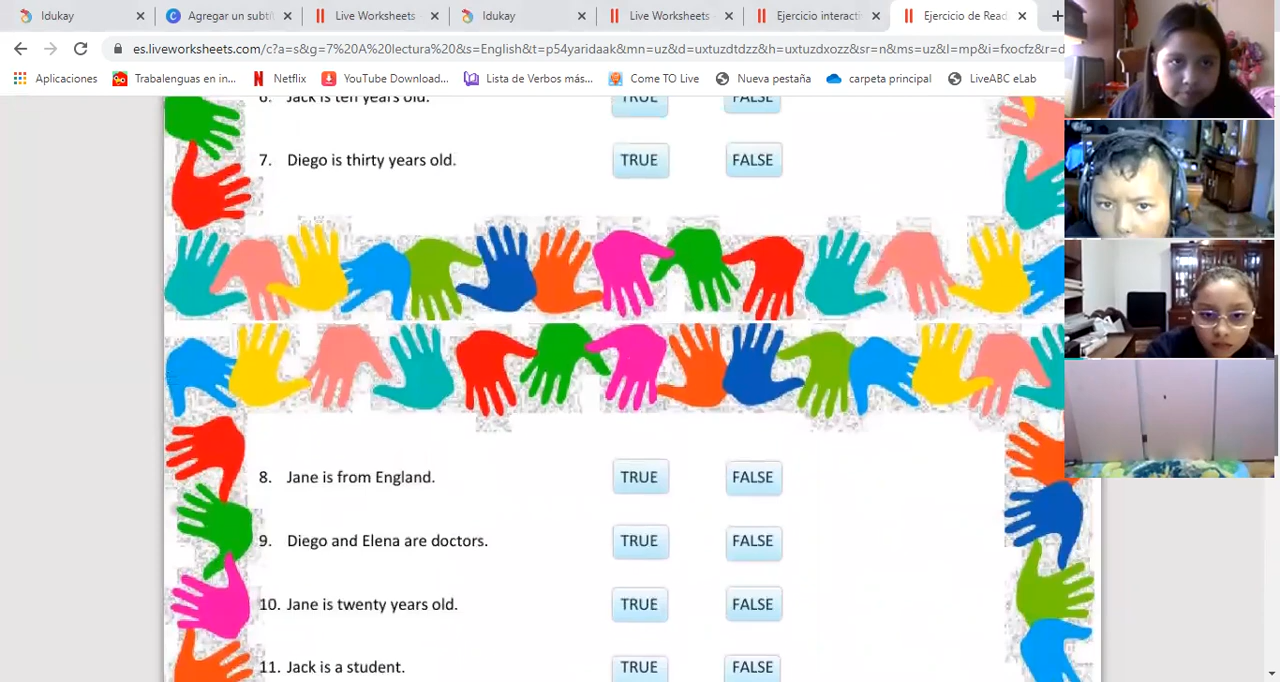 Idukay
Agregar un subtí
Live Worksheets -
Idukay
Live Worksheets -
Ejercicio interacti
Ejercicio de Read
es.liveworksheets.com/c?a=s&g=7%20A%20lectura%20&s=English&t=p54yaridaak&mn=uz&d=uxtudtdzz&h=uxtuzdxozz&sr=n&ms=uz&l=mp&i=fxocfz&r=d
Aplicaciones
Trabalenguas en in...
Netflix
YouTube Download...
Lista de Verbos más...
Come TO Live
Nueva pestaña
carpeta principal
LiveABC eLab
6. Jack is ten years old. TRUE FALSE
7. Diego is thirty years old. TRUE FALSE
8. Jane is from England. TRUE FALSE
9. Diego and Elena are doctors. TRUE FALSE
10. Jane is twenty years old. TRUE FALSE
11. Jack is a student. TRUE FALSE